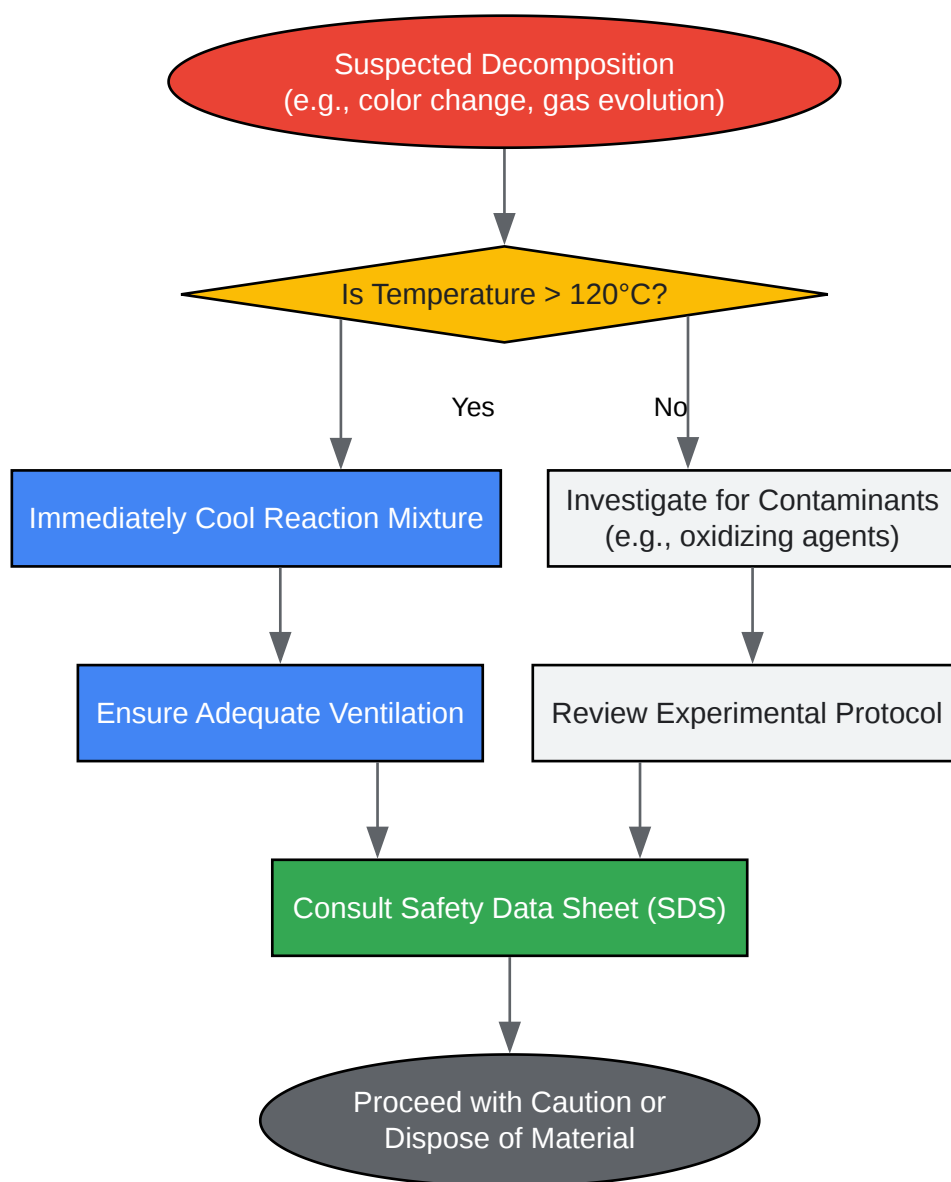 Suspected Decomposition
(e.g., color change, gas evolution)
Is Temperature > 120°C?
Yes
No
Immediately Cool Reaction Mixture
Investigate for Contaminants
(e.g., oxidizing agents)
Ensure Adequate Ventilation
Review Experimental Protocol
Consult Safety Data Sheet (SDS)
Proceed with Caution or
Dispose of Material